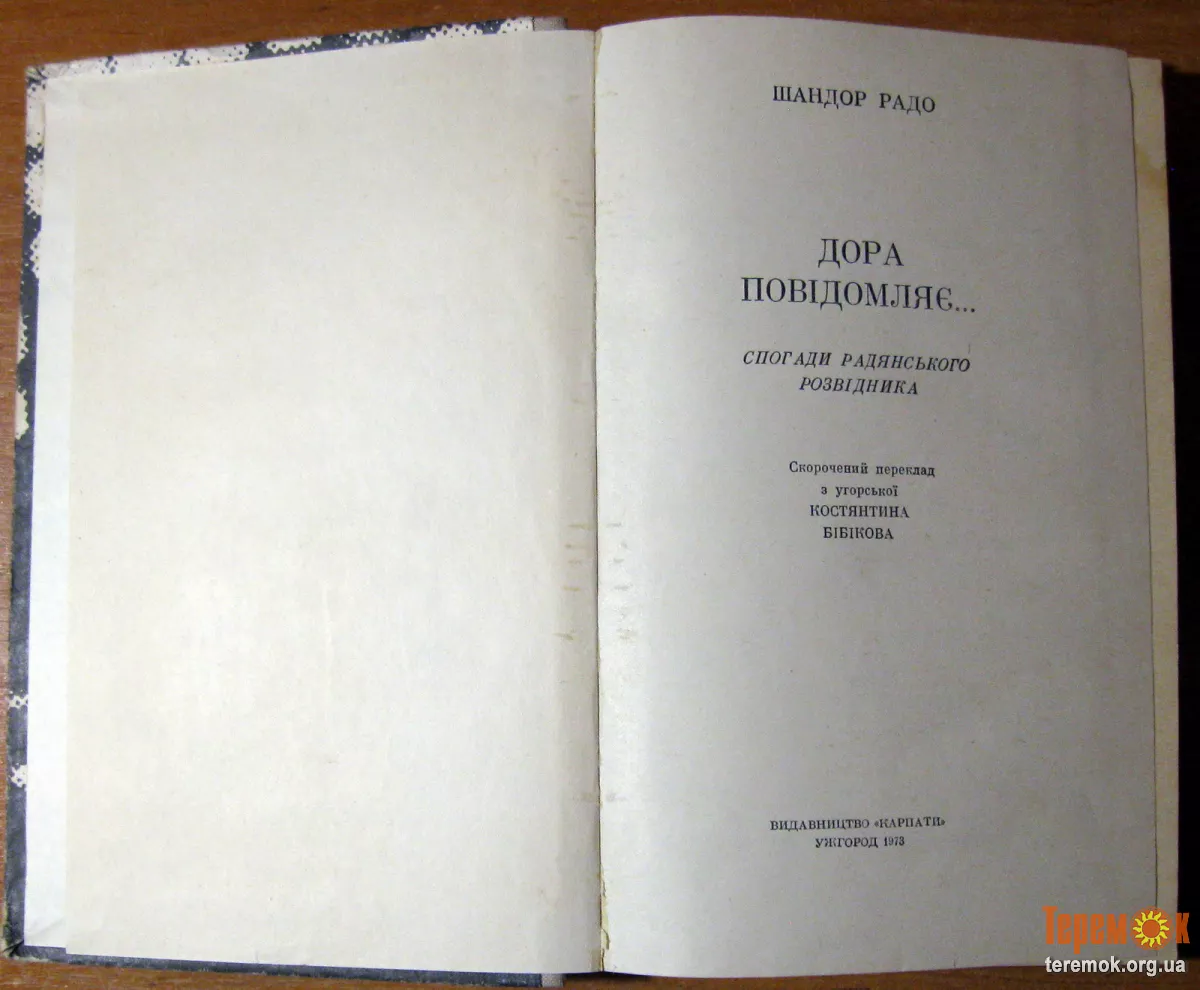 ШАНДОР РАДО
ДОРА
ПОВІДОМЛЯЄ...
СПОГАДИ РАДЯНСЬКОГО
РОЗВІДНИКА
Скорочений переклад
з угорської
КОСТЯНТИНА
БІБІКОВА
ВИДАВНИЦТВО «КАРПАТИ»
УЖГОРОД 1973
Теремок
teremok.org.ua